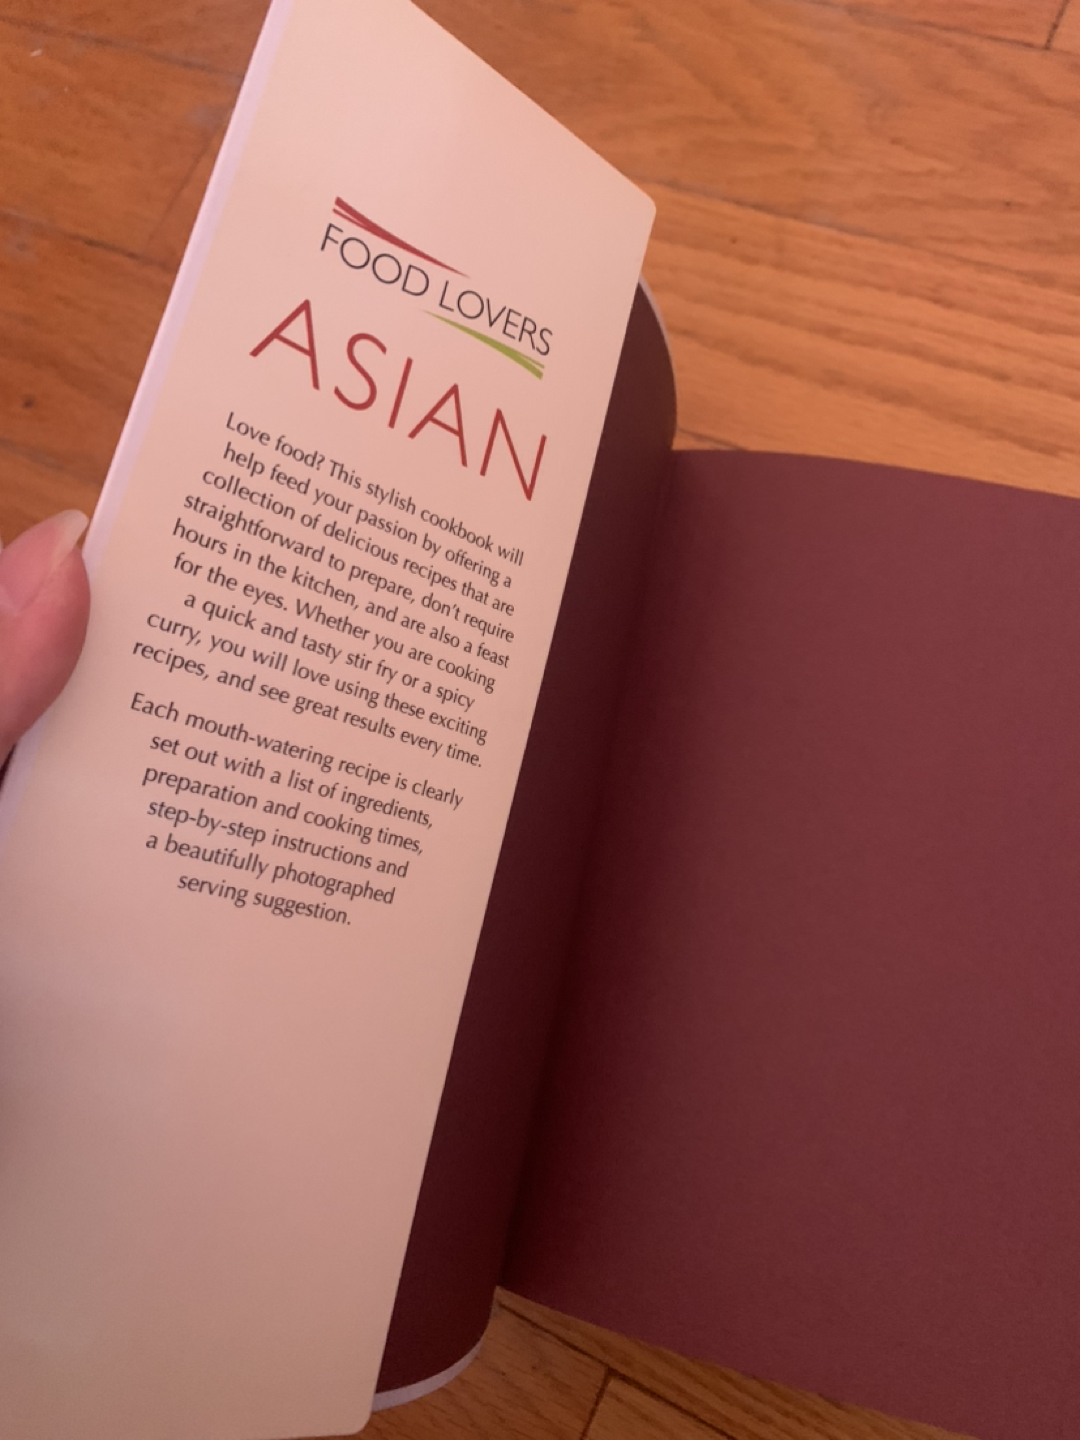 FOOD LOVERS
ASIAN
Love food? This stylish cookbook will
help feed your passion by offering a
collection of delicious recipes that are
straightforward to prepare, don't require
hours in the kitchen, and are also a feast
for the eyes. Whether you are cooking
a quick and tasty stir fry or a spicy
curry, you will love using these exciting
recipes, and see great results every time.
Each mouth-watering recipe is clearly
set out with a list of ingredients,
preparation and cooking times,
step-by-step instructions and
a beautifully photographed
serving suggestion.